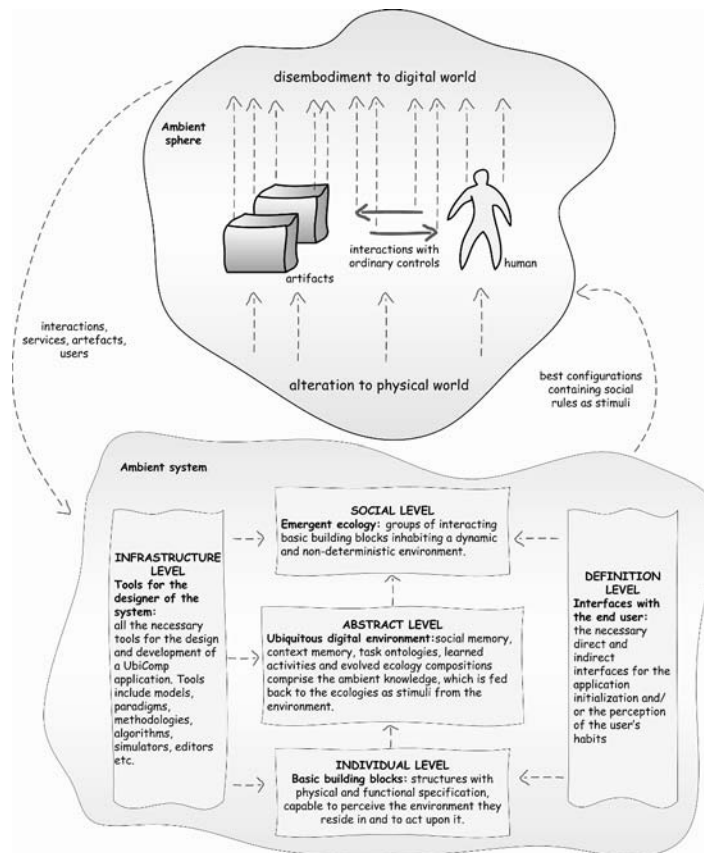 disembodiment to digital world
Ambient
sphere
interactions with
ordinary controls
artifacts
human
alteration to physical world
interactions,
services, artefacts,
users
best configurations
containing social
rules as stimuli
Ambient system
SOCIAL LEVEL
Emergent ecology: groups of interacting
basic building blocks inhabiting a dynamic
and non-deterministic environment.
INFRASTRUCTURE
LEVEL
Tools for the
designer of the
system:
all the necessary
tools for the design
and development of
a UbiComp
application. Tools
include models,
paradigms,
methodologies,
algorithms,
simulators, editors
etc.
ABSTRACT LEVEL
Ubiquitous digital environment:social memory,
context memory, task ontologies, learned
activities and evolved ecology compositions
comprise the ambient knowledge, which is fed
back to the ecologies as stimuli from the
environment.
DEFINITION
LEVEL
Interfaces with
the end user:
the necessary
direct and
indirect
interfaces for the
application
initialization and/
or the perception
of the user's
habits
INDIVIDUAL LEVEL
Basic building blocks: structures with
physical and functional specification,
capable to perceive the environment they
reside in and to act upon it.